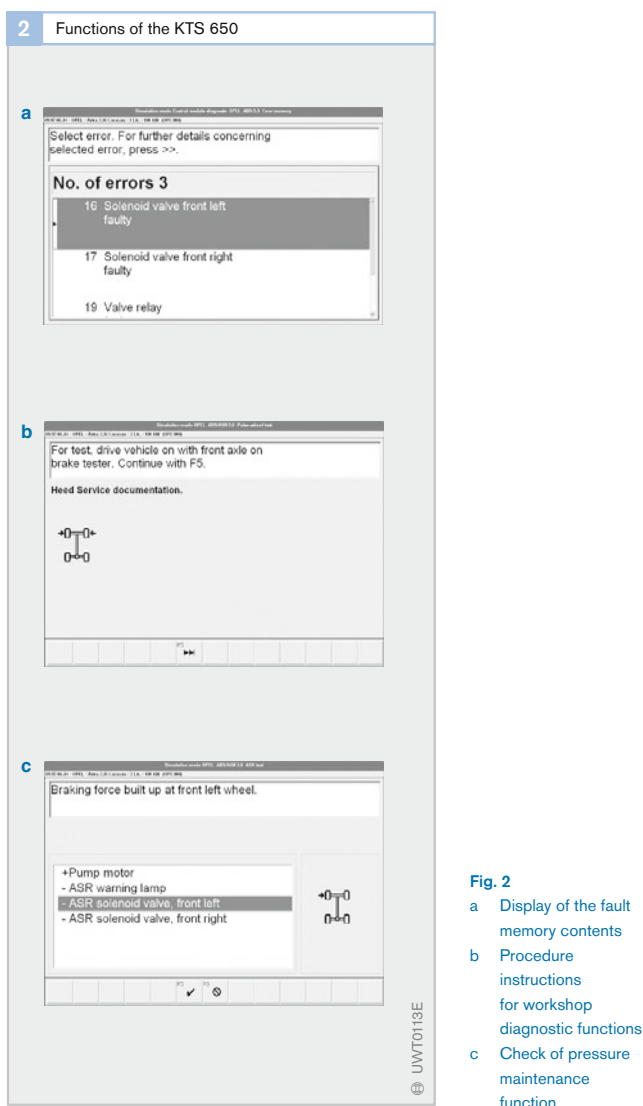 2 Functions of the KTS 650
a
Select error. For further details concerning
selected error, press >>.
No. of errors 3
16 Solenoid valve front left
faulty
17 Solenoid valve front right
faulty
19 Valve relay
b
For test, drive vehicle on with front axle on
brake tester. Continue with F5.
Heed Service documentation.
c
Braking force built up at front left wheel.
+Pump motor
- ASR warning lamp
- ASR solenoid valve, front left
- ASR solenoid valve, front right
UWT0113E
Fig. 2
a Display of the fault
memory contents
b Procedure
instructions
for workshop
diagnostic functions
c Check of pressure
maintenance
function